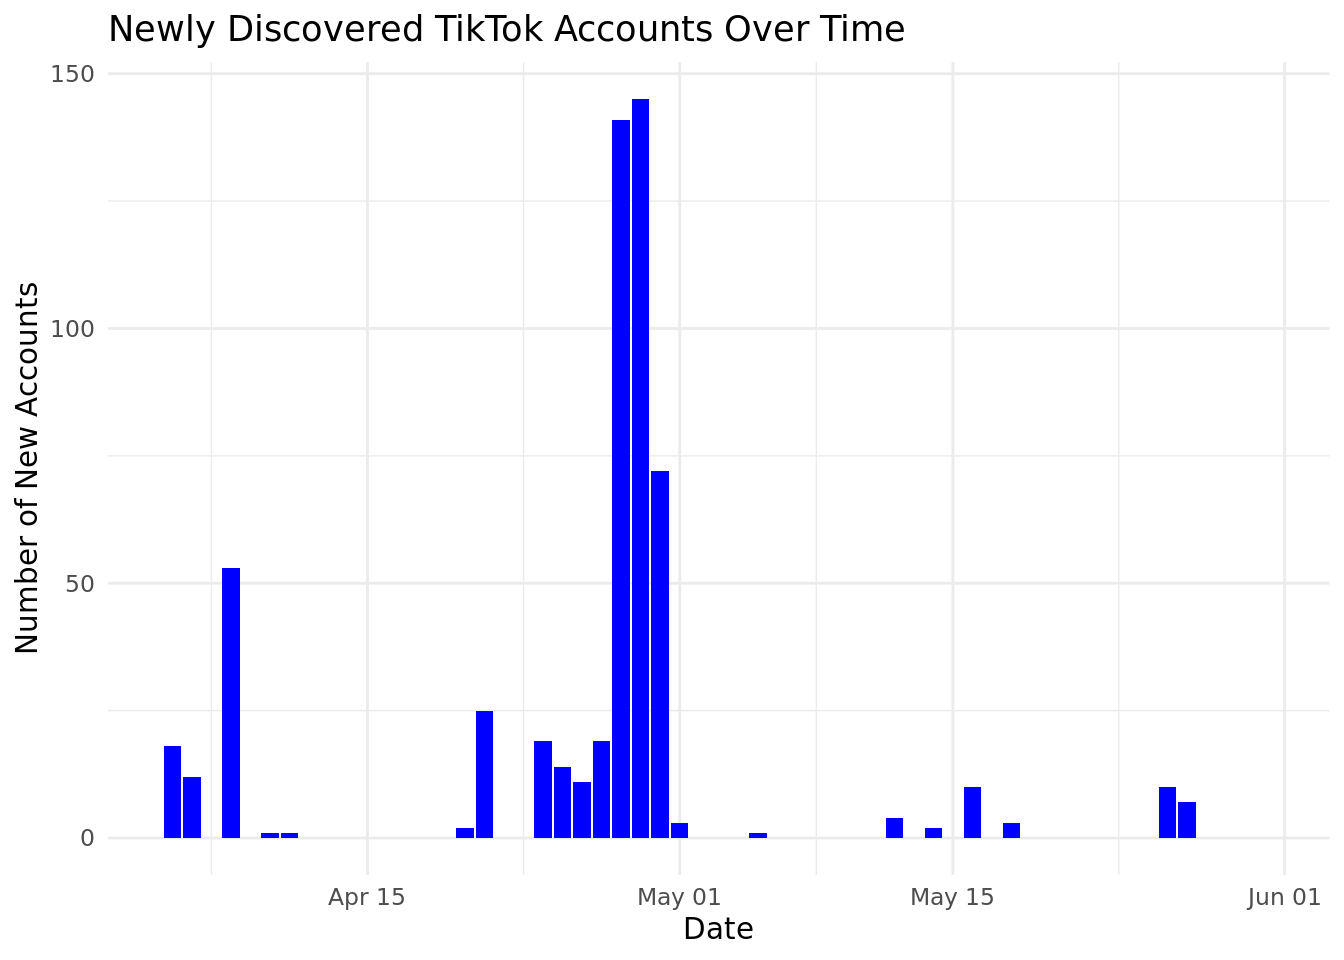 Newly Discovered TikTok Accounts Over Time
150
100
50
0
Number of New Accounts
Apr 15
May 01
May 15
Jun 01
Date